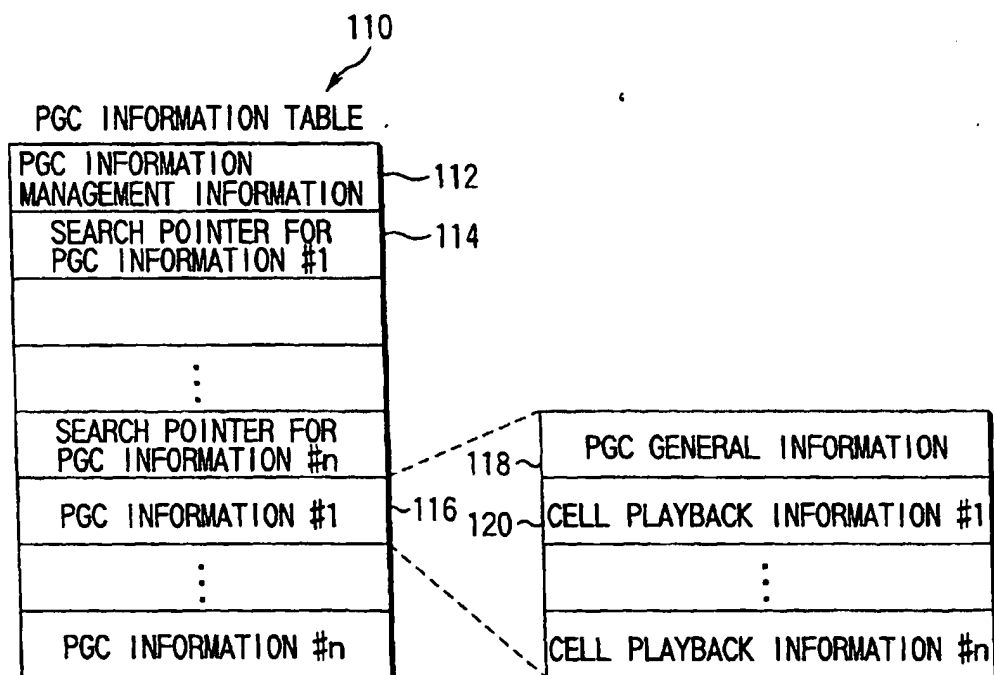 110
PGC INFORMATION TABLE
PGC INFORMATION
MANAGEMENT INFORMATION
112
SEARCH POINTER FOR
PGC INFORMATION #1
114
SEARCH POINTER FOR
PGC INFORMATION #n
PGC INFORMATION #1
116
PGC INFORMATION #n
118
PGC GENERAL INFORMATION
120
CELL PLAYBACK INFORMATION #1
CELL PLAYBACK INFORMATION #n